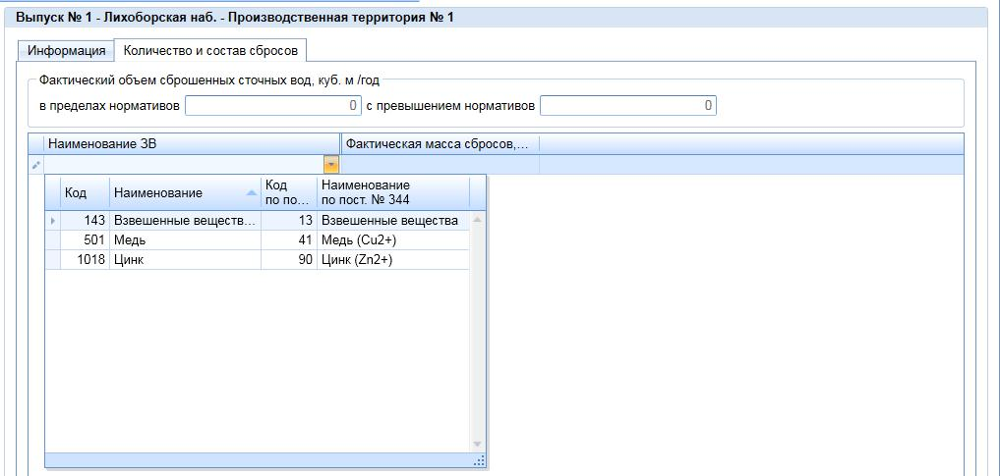 Выпуск № 1 - Лихоборская наб. - Производственная территория № 1
Информация Количество и состав сбросов
Фактический объем сброшенных сточных вод, куб. м /год
в пределах нормативов 0 с превышением нормативов 0
Наименование ЗВ Фактическая масса сбросов,...
Код Наименование Код по по... Наименование по пост. № 344
143 Взвешенные веществ... 13 Взвешенные вещества
501 Медь 41 Медь (Cu2+)
1018 Цинк 90 Цинк (Zn2+)